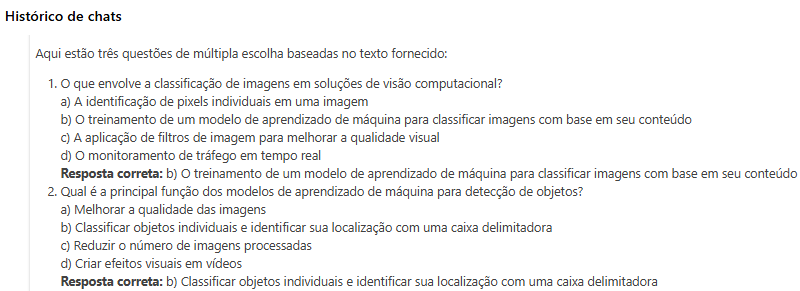 Histórico de chats
Aqui estão três questões de múltipla escolha baseadas no texto fornecido:
1. O que envolve a classificação de imagens em soluções de visão computacional?
a) A identificação de pixels individuais em uma imagem
b) O treinamento de um modelo de aprendizado de máquina para classificar imagens com base em seu conteúdo
c) A aplicação de filtros de imagem para melhorar a qualidade visual
d) O monitoramento de tráfego em tempo real
Resposta correta: b) O treinamento de um modelo de aprendizado de máquina para classificar imagens com base em seu conteúdo
2. Qual é a principal função dos modelos de aprendizado de máquina para detecção de objetos?
a) Melhorar a qualidade das imagens
b) Classificar objetos individuais e identificar sua localização com uma caixa delimitadora
c) Reduzir o número de imagens processadas
d) Criar efeitos visuais em vídeos
Resposta correta: b) Classificar objetos individuais e identificar sua localização com uma caixa delimitadora